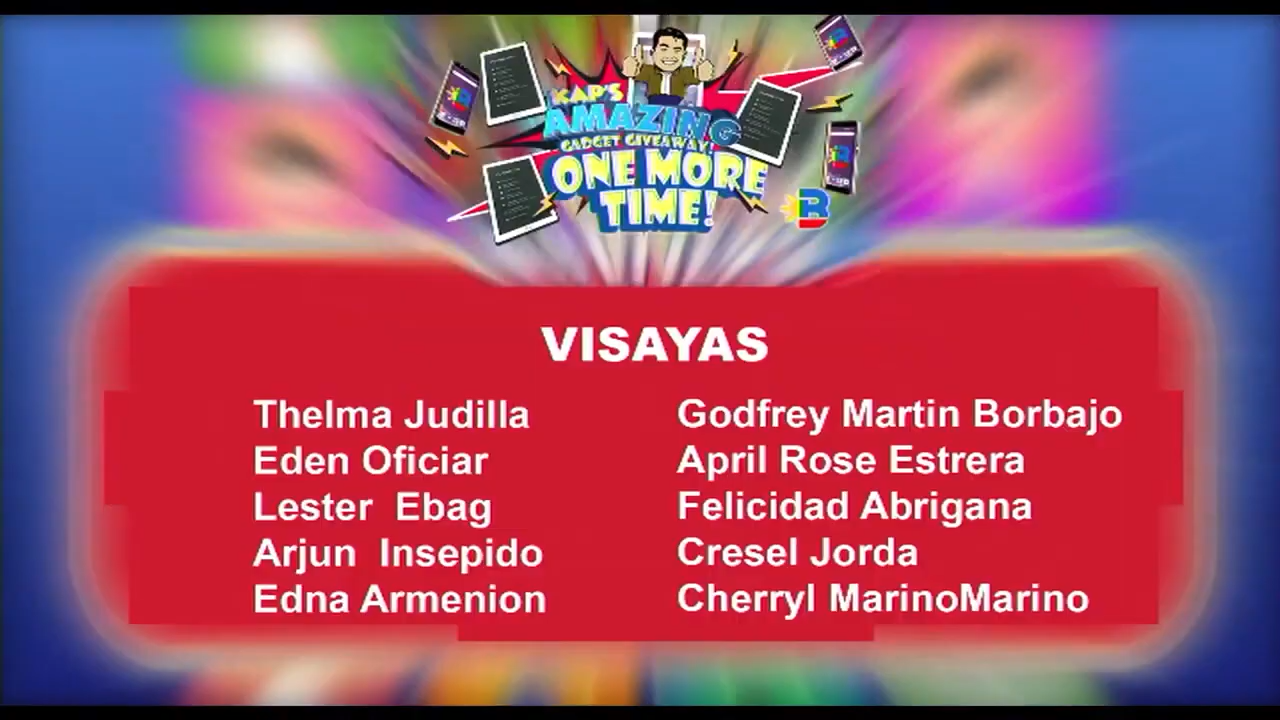 KAP'S
AMAZING
GADGET GIVEAWAY!
ONE MORE
TIME!
B
VISAYAS
Thelma Judilla
Eden Oficiar
Lester Ebag
Arjun Insepido
Edna Armenion
Godfrey Martin Borbajo
April Rose Estrera
Felicidad Abrigana
Cresel Jorda
Cherryl MarinoMarino